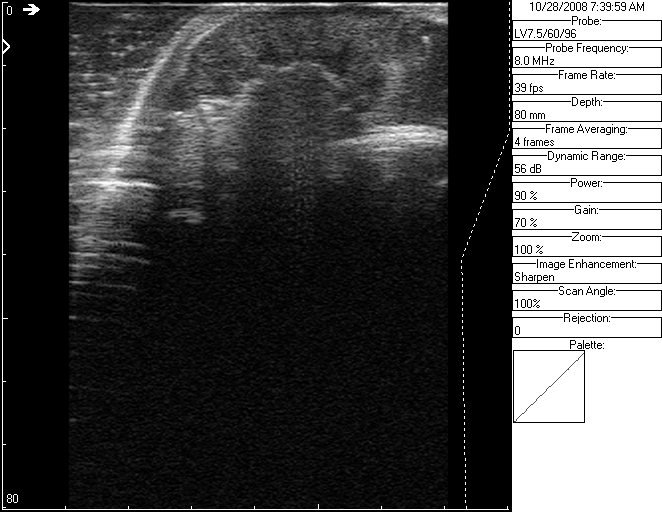 0
80
10/28/2008 7:39:59 AM
Probe:
LV7.5/60/96
Probe Frequency:
8.0 MHz
Frame Rate:
39 fps
Depth:
80 mm
Frame Averaging:
4 frames
Dynamic Range:
56 dB
Power:
90 %
Gain:
70 %
Zoom:
100 %
Image Enhancement:
Sharpen
Scan Angle:
100%
Rejection:
0
Palette: